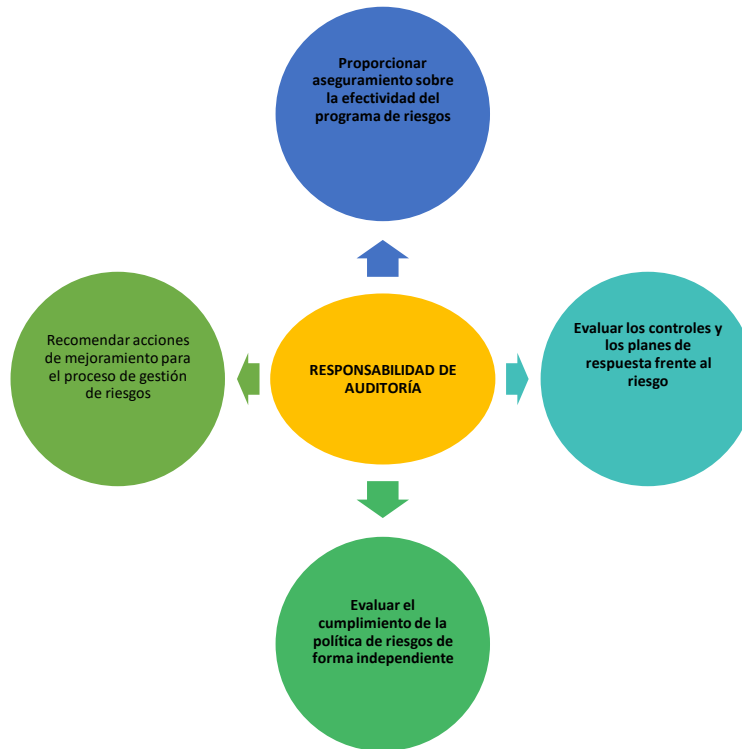 Proporcionar
aseguramiento sobre
la efectividad del
programa de riesgos
Recomendar acciones
de mejoramiento para
el proceso de gestión
de riesgos
RESPONSABILIDAD DE
AUDITORÍA
Evaluar los controles y
los planes de
respuesta frente al
riesgo
Evaluar el
cumplimiento de la
política de riesgos de
forma independiente